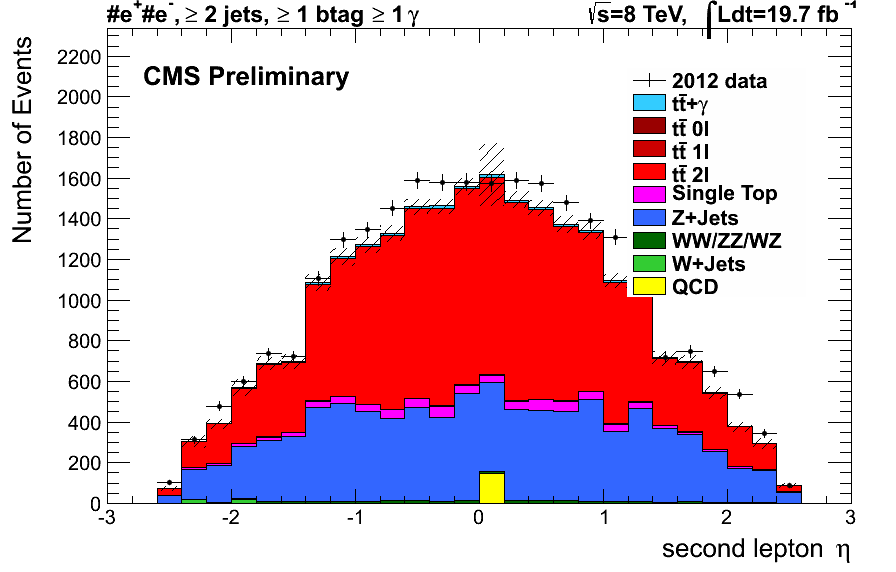 #e⁺#e⁻, ≥ 2 jets, ≥ 1 btag ≥ 1 γ
√s=8 TeV, ∫Ldt=19.7 fb⁻¹
CMS Preliminary
Number of Events
2200
2000
1800
1600
1400
1200
1000
800
600
400
200
0
2012 data
tt̄+γ
tt̄ 0l
tt̄ 1l
tt̄ 2l
Single Top
Z+Jets
WW/ZZ/WZ
W+Jets
QCD
-3 -2 -1 0 1 2 3
second lepton η